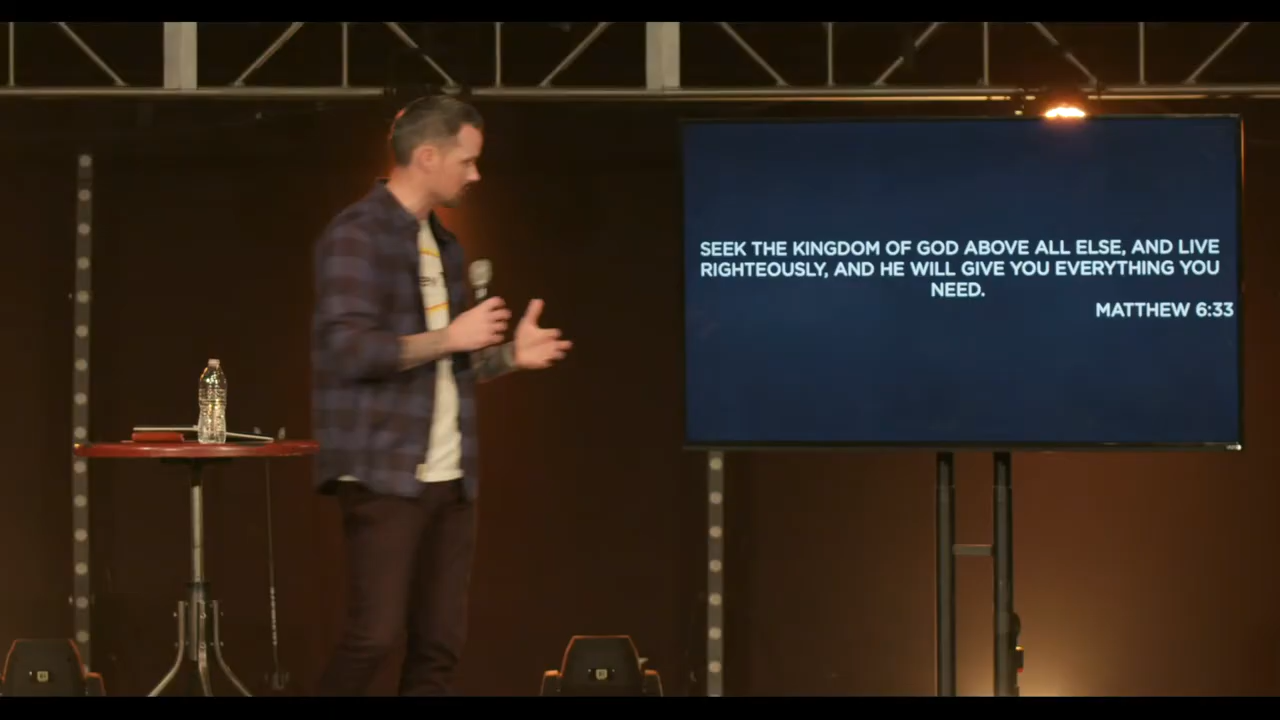 SEEK THE KINGDOM OF GOD ABOVE ALL ELSE, AND LIVE
RIGHTEOUSLY, AND HE WILL GIVE YOU EVERYTHING YOU
NEED.
MATTHEW 6:33